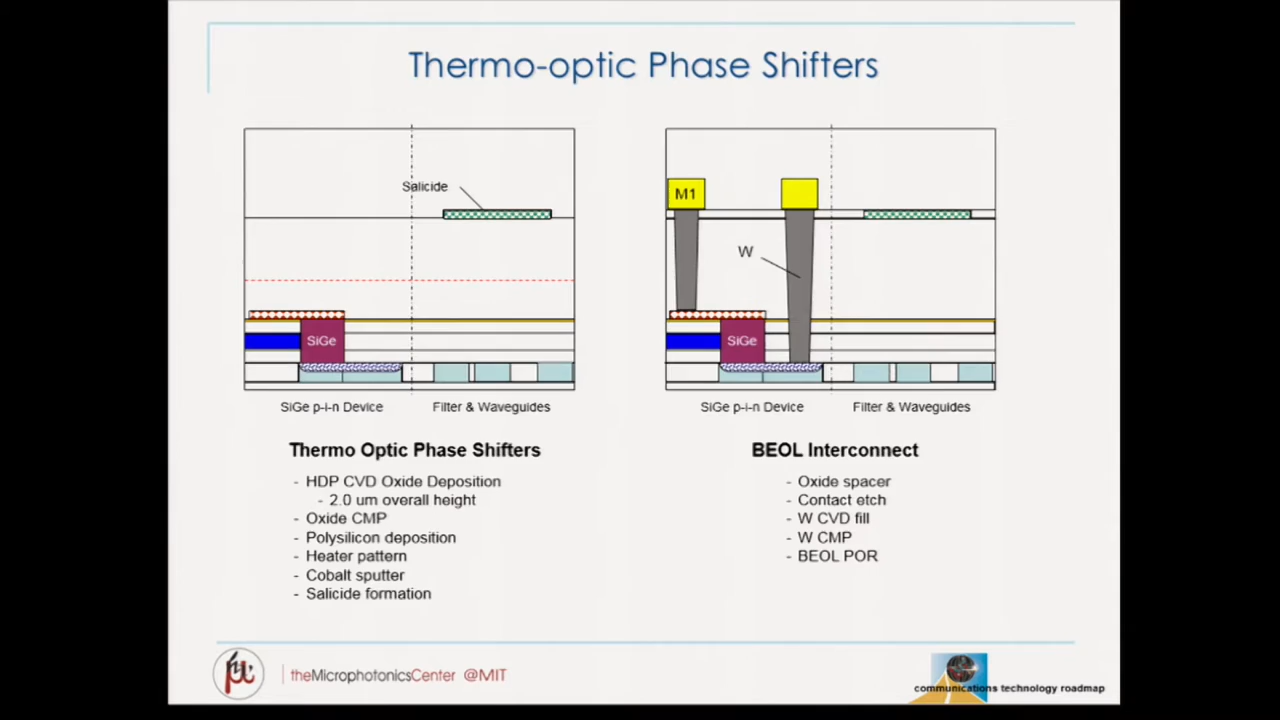 Thermo-optic Phase Shifters
Salicide
SiGe
SiGe p-i-n Device
Filter & Waveguides
M1
W
SiGe
SiGe p-i-n Device
Filter & Waveguides
Thermo Optic Phase Shifters
- HDP CVD Oxide Deposition
- 2.0 um overall height
- Oxide CMP
- Polysilicon deposition
- Heater pattern
- Cobalt sputter
- Salicide formation
BEOL Interconnect
- Oxide spacer
- Contact etch
- W CVD fill
- W CMP
- BEOL POR
μ
theMicrophotonicsCenter @MIT
communications technology roadmap